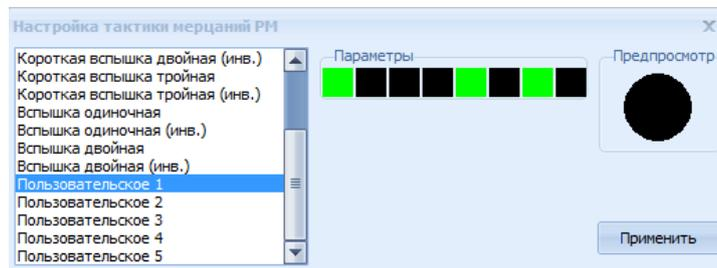 Настройка тактики мерцаний РМ
Короткая вспышка двойная (инв.)
Короткая вспышка тройная
Короткая вспышка тройная (инв.)
Вспышка одиночная
Вспышка одиночная (инв.)
Вспышка двойная
Вспышка двойная (инв.)
Пользовательское 1
Пользовательское 2
Пользовательское 3
Пользовательское 4
Пользовательское 5
Параметры
Предпросмотр
Применить